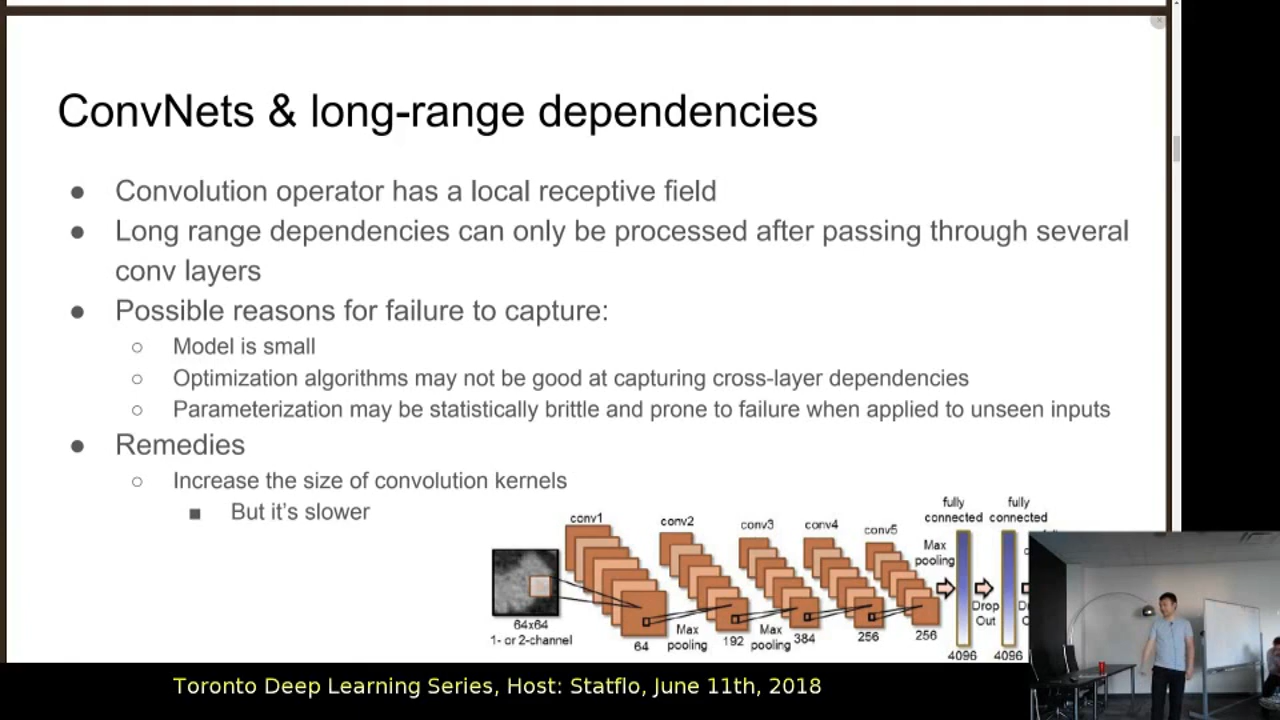 ConvNets & long-range dependencies
● Convolution operator has a local receptive field
● Long range dependencies can only be processed after passing through several
conv layers
● Possible reasons for failure to capture:
○ Model is small
○ Optimization algorithms may not be good at capturing cross-layer dependencies
○ Parameterization may be statistically brittle and prone to failure when applied to unseen inputs
● Remedies
○ Increase the size of convolution kernels
■ But it's slower
conv1 conv2 conv3 conv4 conv5
fully connected
fully connected
Max pooling
Drop Out
64x64
1- or 2-channel
64
Max pooling
192
Max pooling
384
256
256
4096
4096
Toronto Deep Learning Series, Host: Statflo, June 11th, 2018